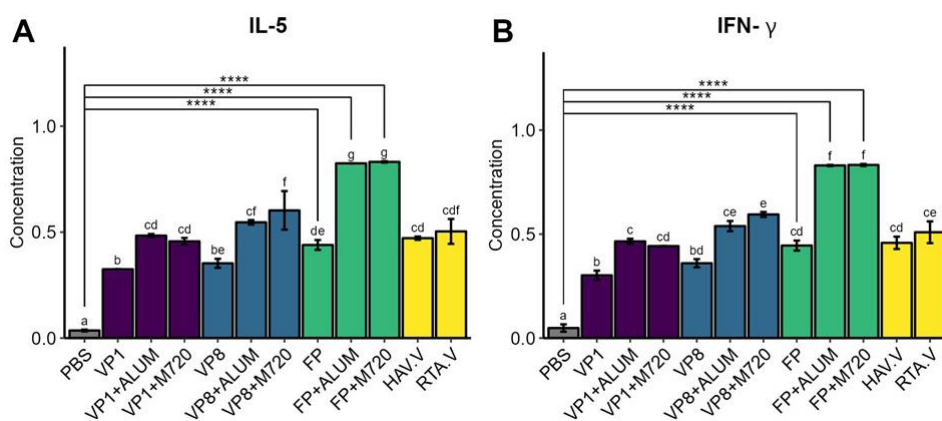 A
IL-5
****
****
****
Concentration
1.0
0.5
0.0
a
b
cd
cd
be
cf
f
de
g
g
cd
cdf
PBS
VP1
VP1+ALUM
VP1+M720
VP8
VP8+ALUM
VP8+M720
FP
FP+ALUM
FP+M720
HAV.V
RTA.V
B
IFN- γ
****
****
****
Concentration
1.0
0.5
0.0
a
b
c
cd
bd
ce
e
cd
f
f
cd
ce
PBS
VP1
VP1+ALUM
VP1+M720
VP8
VP8+ALUM
VP8+M720
FP
FP+ALUM
FP+M720
HAV.V
RTA.V